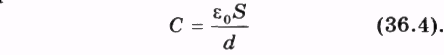 C = ε₀S / d (36.4).